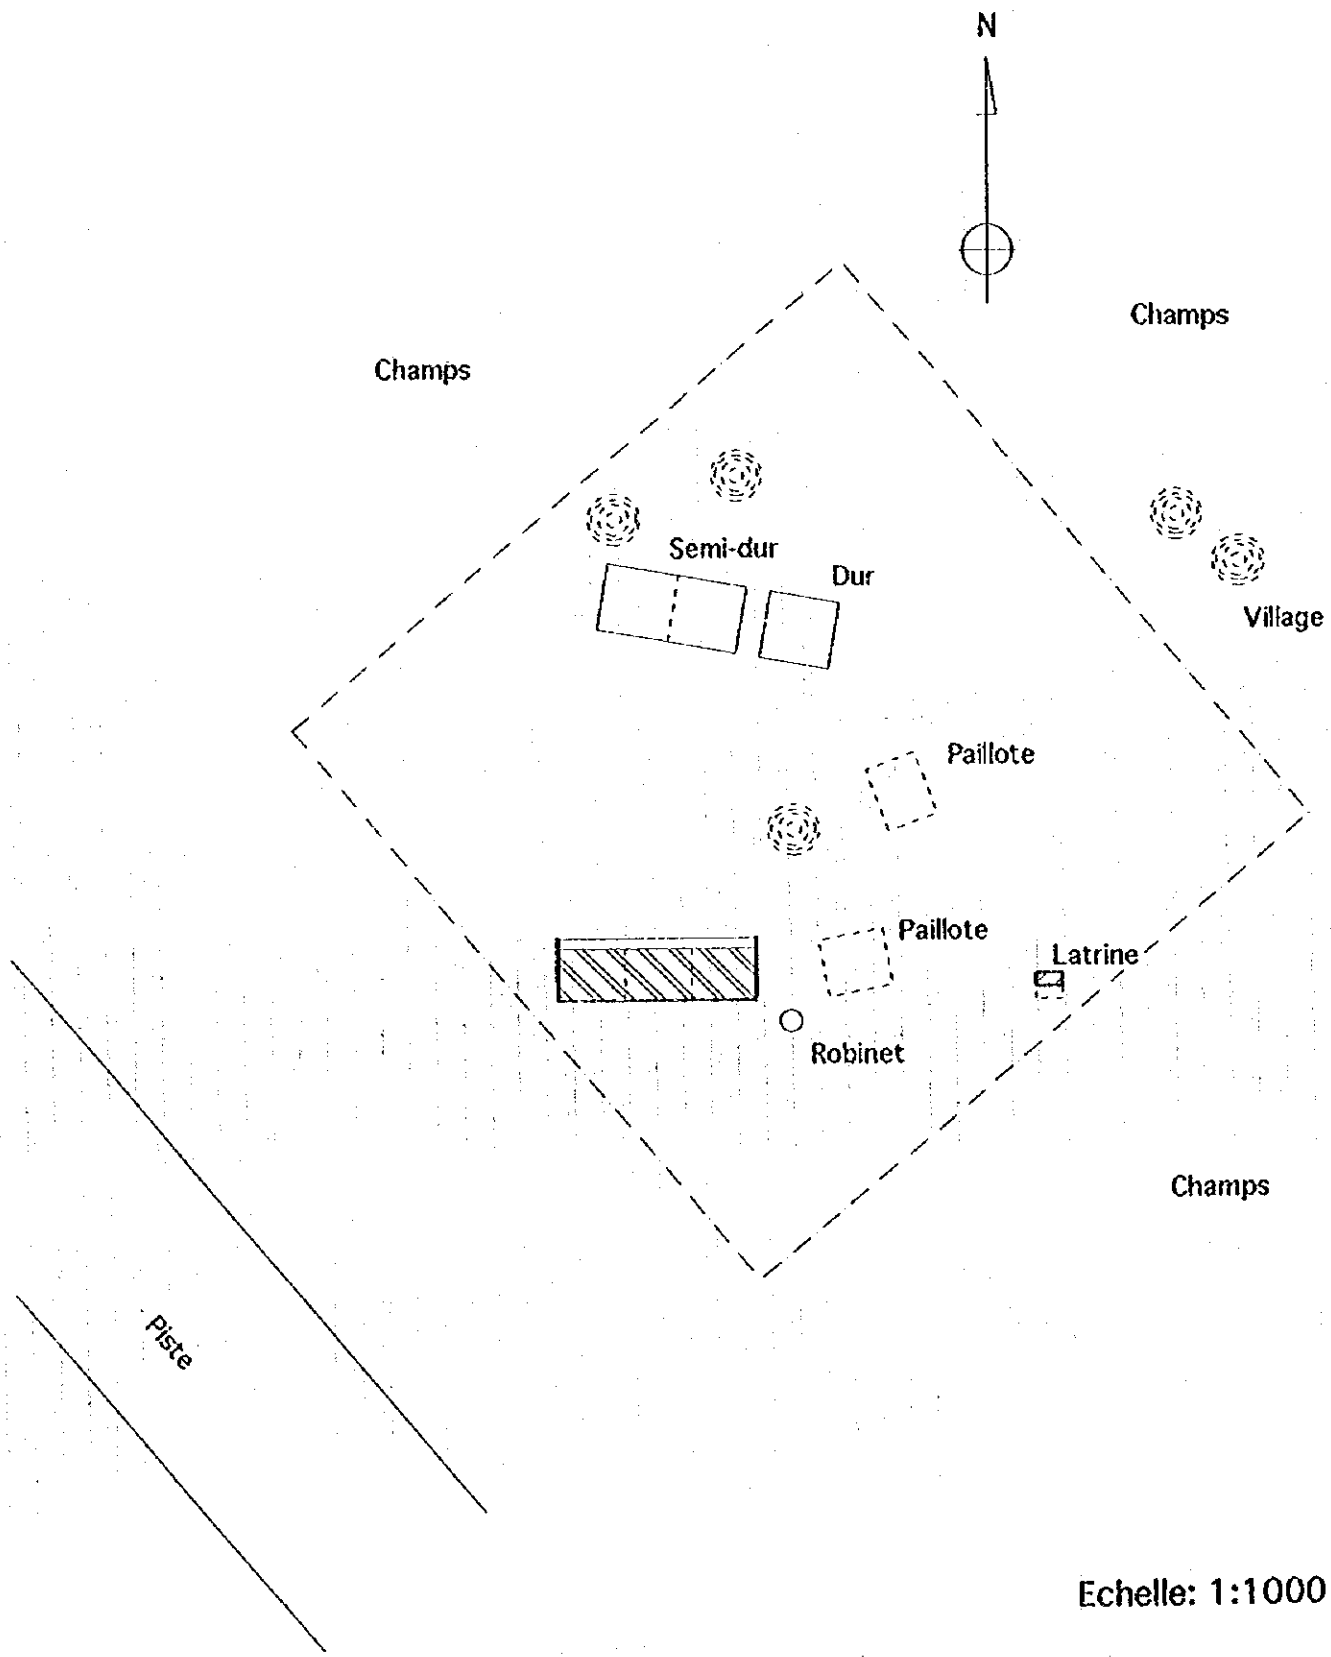 N
Champs
Champs
Semi-dur
Dur
Village
Paillote
Paillote
Latrine
Robinet
Champs
Piste
Echelle: 1:1000